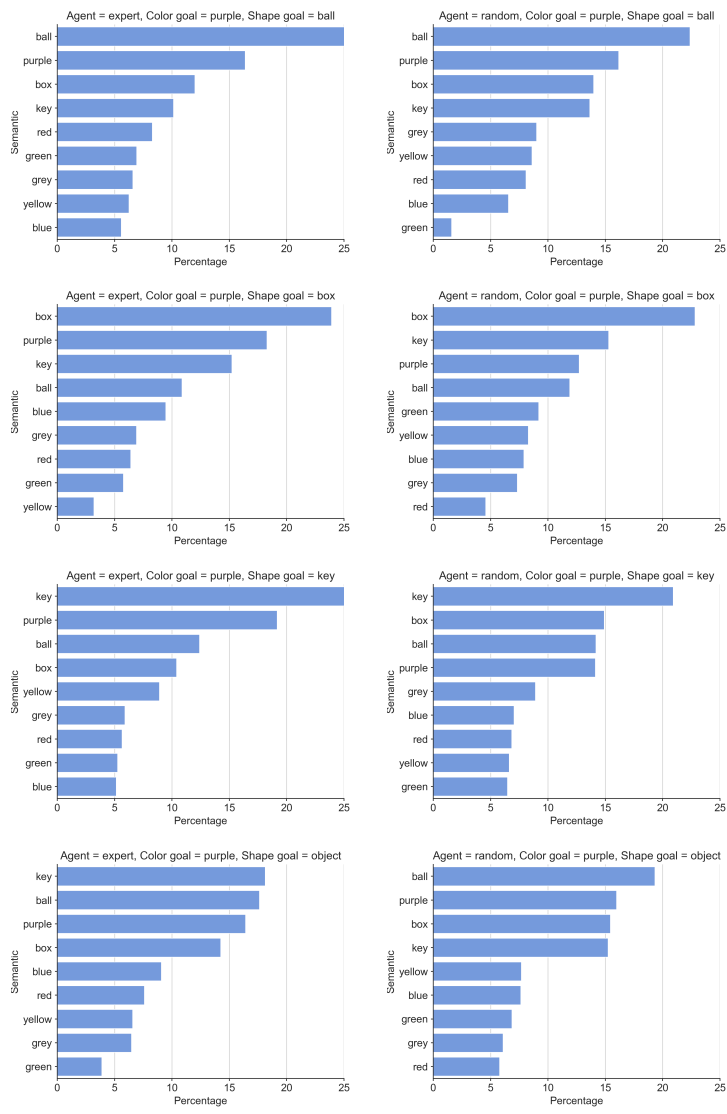 Agent = expert, Color goal = purple, Shape goal = ball
ball
purple
box
key
red
green
grey
yellow
blue
Semantic
0 5 10 15 20 25
Percentage
Agent = random, Color goal = purple, Shape goal = ball
ball
purple
box
key
grey
yellow
red
blue
green
Semantic
0 5 10 15 20 25
Percentage
Agent = expert, Color goal = purple, Shape goal = box
box
purple
key
ball
blue
grey
red
green
yellow
Semantic
0 5 10 15 20 25
Percentage
Agent = random, Color goal = purple, Shape goal = box
box
key
purple
ball
green
yellow
blue
grey
red
Semantic
0 5 10 15 20 25
Percentage
Agent = expert, Color goal = purple, Shape goal = key
key
purple
ball
box
yellow
grey
red
green
blue
Semantic
0 5 10 15 20 25
Percentage
Agent = random, Color goal = purple, Shape goal = key
key
box
ball
purple
grey
blue
red
yellow
green
Semantic
0 5 10 15 20 25
Percentage
Agent = expert, Color goal = purple, Shape goal = object
key
ball
purple
box
blue
red
yellow
grey
green
Semantic
0 5 10 15 20 25
Percentage
Agent = random, Color goal = purple, Shape goal = object
ball
purple
box
key
yellow
blue
green
grey
red
Semantic
0 5 10 15 20 25
Percentage